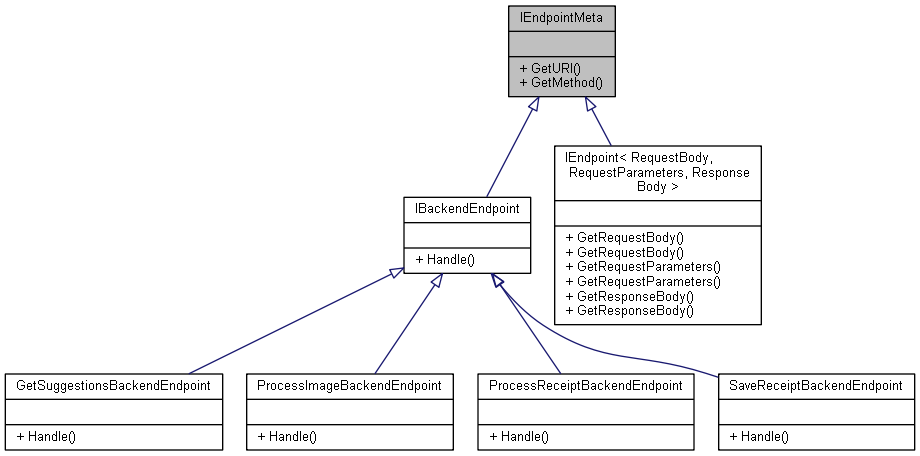 IEndpointMeta
+ GetURI()
+ GetMethod()
IEndpoint< RequestBody,
RequestParameters, Response
Body >
+ GetRequestBody()
+ GetRequestBody()
+ GetRequestParameters()
+ GetRequestParameters()
+ GetResponseBody()
+ GetResponseBody()
IBackendEndpoint
+ Handle()
GetSuggestionsBackendEndpoint
+ Handle()
ProcessImageBackendEndpoint
+ Handle()
ProcessReceiptBackendEndpoint
+ Handle()
SaveReceiptBackendEndpoint
+ Handle()